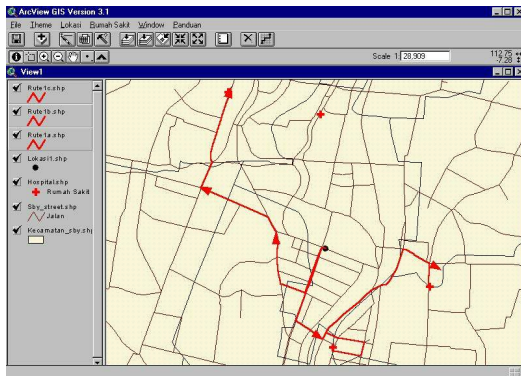 ArcView GIS Version 3.1
File Theme Lokasi Rumah Sakit Window Panduan
Scale 1: 28,909
112.75
-7.28
View1
Rute1c.shp
Rute1b.shp
Rute1a.shp
Lokasi1.shp
Hospital.shp
Rumah Sakit
Sby_street.shp
Jalan
Kecamatan_sby.shp